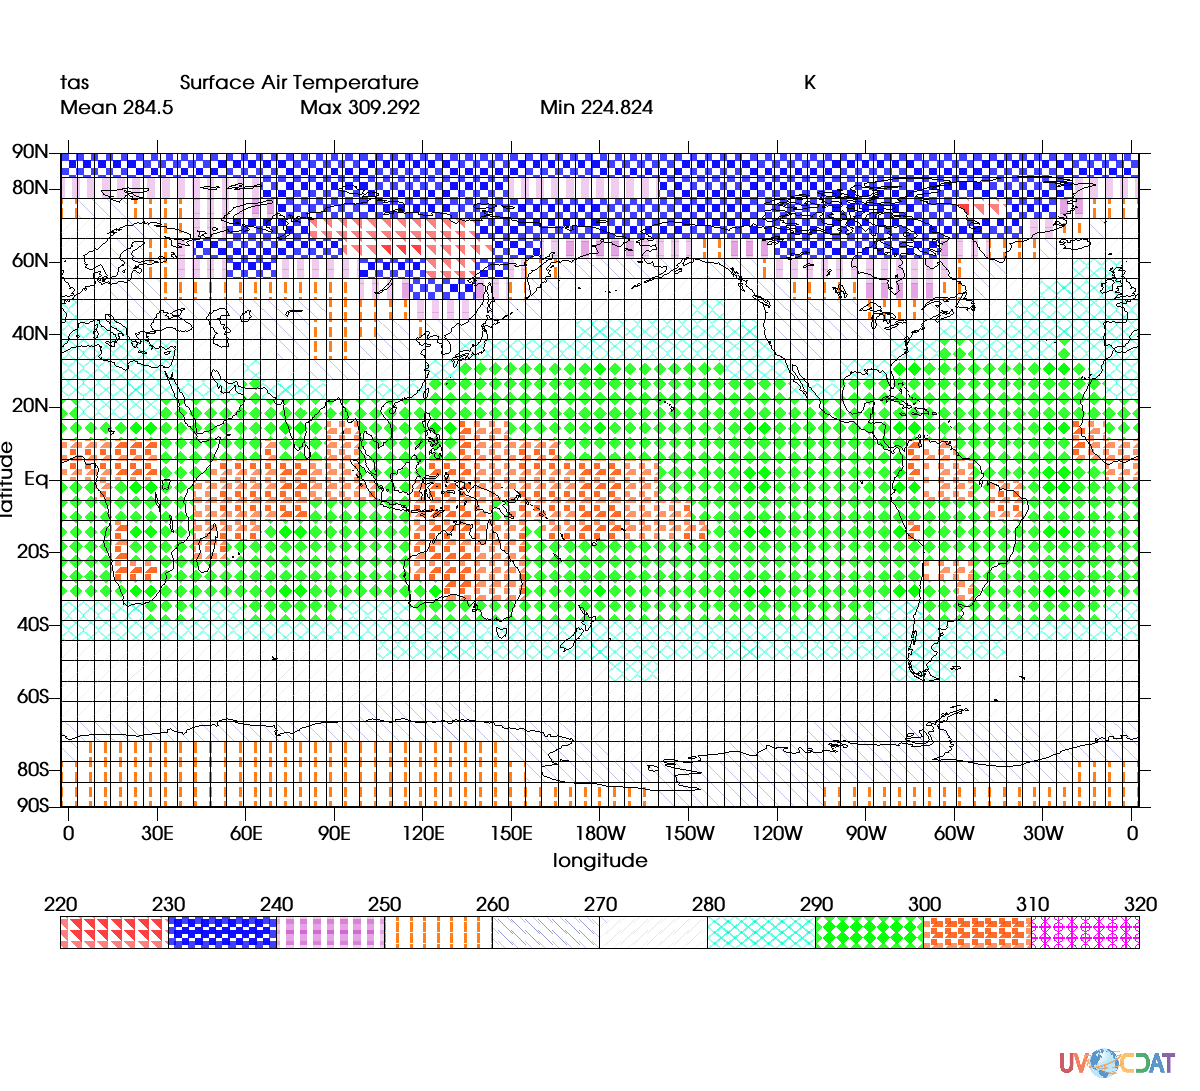 tas Surface Air Temperature K
Mean 284.5 Max 309.292 Min 224.824
90N
80N
60N
40N
20N
Eq
20S
40S
60S
80S
90S
latitude
0 30E 60E 90E 120E 150E 180W 150W 120W 90W 60W 30W 0
longitude
220 230 240 250 260 270 280 290 300 310 320
UV CDAT